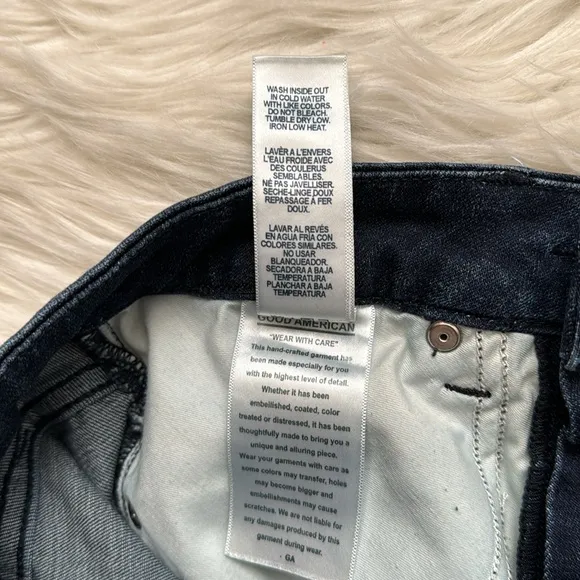 WASH INSIDE OUT
IN COLD WATER
WITH LIKE COLORS.
DO NOT BLEACH.
TUMBLE DRY LOW.
IRON LOW HEAT.
LAVER A L'ENVERS
L'EAU FROIDE AVEC
DES COULERUS
SEMBLABLES.
NÉ PAS JAVELLISER.
SECHE-LINGE DOUX
REPASSAGE A FER
DOUX.
LAVAR AL REVÉS
EN AGUA FRÍA CON
COLORES SIMILARES.
NO USAR
BLANQUEADOR.
SECADORA A BAJA
TEMPERATURA
PLANCHAR A BAJA
TEMPERATURA
GOOD AMERICAN
"WEAR WITH CARE"
This hand-crafted garment has
been made especially for you
with the highest level of detail.
Whether it has been
embellished, coated, color
treated or distressed, it has been
thoughtfully made to bring you a
unique and alluring piece.
Wear your garments with care as
some colors may transfer, holes
may become bigger and
embellishments may cause
scratches. We are not liable for
any damages produced by this
garment during wear.
- GA